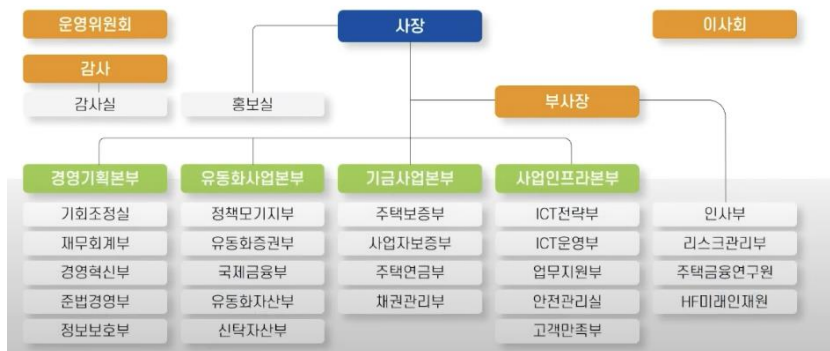 운영위원회
사장
이사회
감사
감사실
홍보실
부사장
경영기획본부
유동화사업본부
기금사업본부
사업인프라본부
기획조정실
정책모기지부
주택보증부
ICT전략부
인사부
재무회계부
유동화증권부
사업자보증부
ICT운영부
리스크관리부
경영혁신부
국제금융부
주택연금부
업무지원부
주택금융연구원
준법경영부
유동화자산부
채권관리부
안전관리실
HF미래인재원
정보보호부
신탁자산부
고객만족부